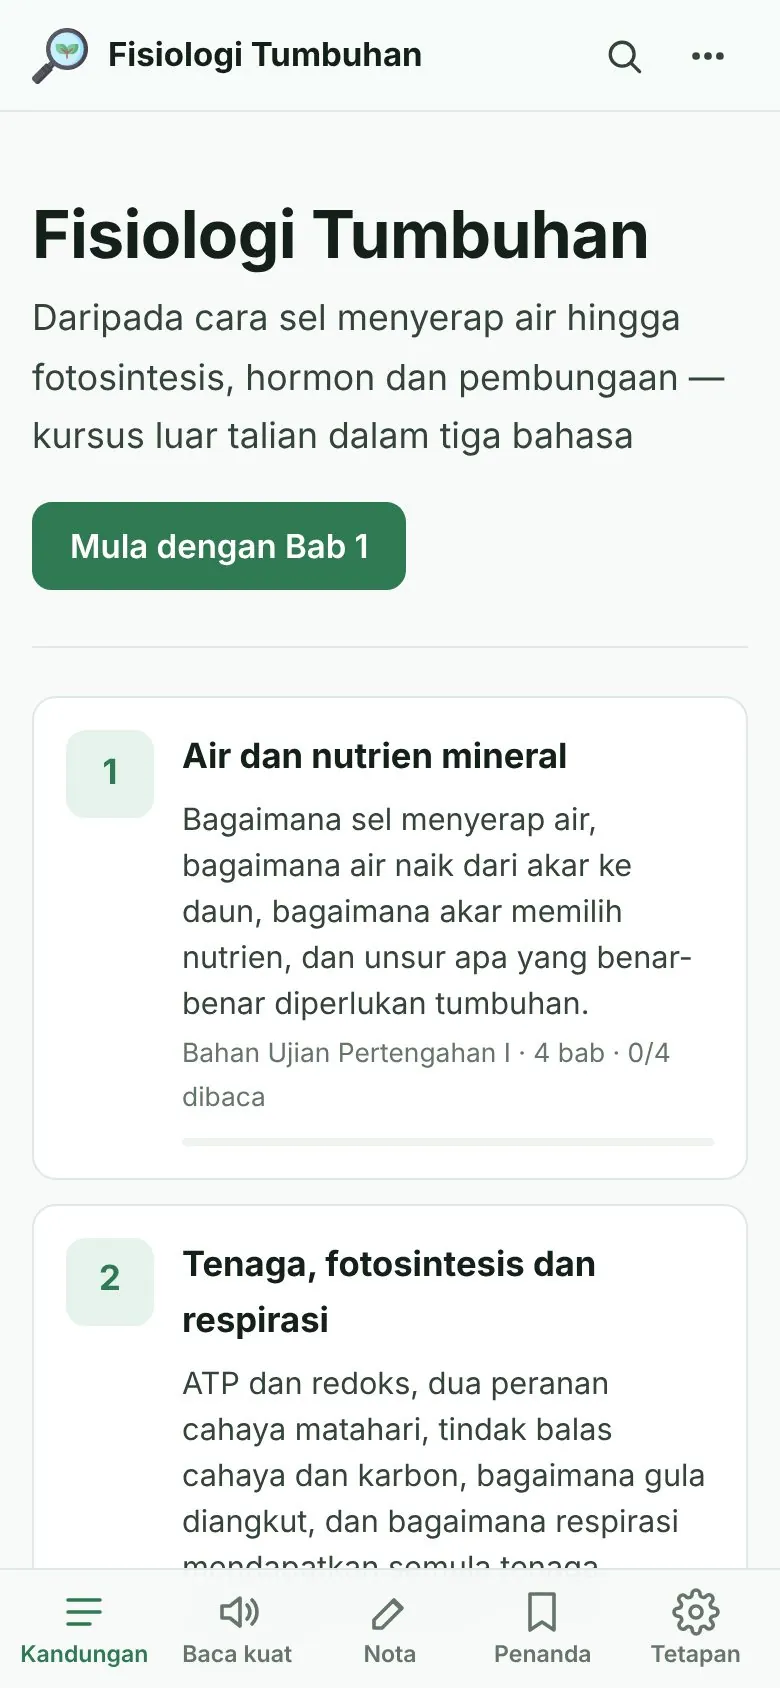 Fisiologi Tumbuhan
Fisiologi Tumbuhan
Daripada cara sel menyerap air hingga
fotosintesis, hormon dan pembungaan —
kursus luar talian dalam tiga bahasa
Mula dengan Bab 1
1
Air dan nutrien mineral
Bagaimana sel menyerap air,
bagaimana air naik dari akar ke
daun, bagaimana akar memilih
nutrien, dan unsur apa yang benar-
benar diperlukan tumbuhan.
Bahan Ujian Pertengahan I · 4 bab · 0/4
dibaca
2
Tenaga, fotosintesis dan
respirasi
ATP dan redoks, dua peranan
cahaya matahari, tindak balas
cahaya dan karbon, bagaimana gula
diangkut, dan bagaimana respirasi
mendapatkan semula tenaga
Kandungan
Baca kuat
Nota
Penanda
Tetapan